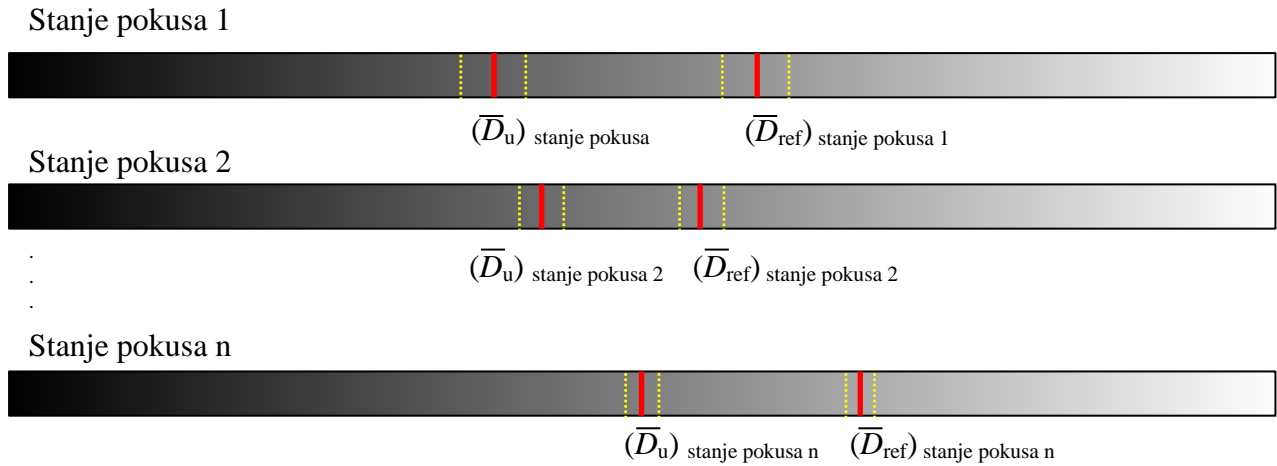 Stanje pokusa 1
(D̅u) stanje pokusa (D̅ref) stanje pokusa 1
Stanje pokusa 2
(D̅u) stanje pokusa 2 (D̅ref) stanje pokusa 2
.
.
.
Stanje pokusa n
(D̅u) stanje pokusa n (D̅ref) stanje pokusa n